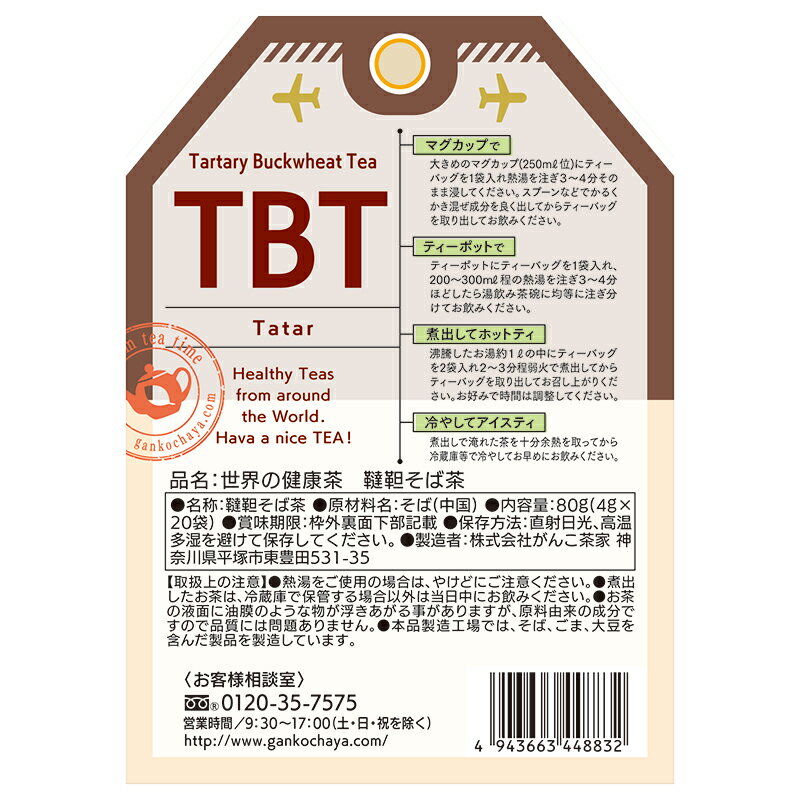 Tartary Buckwheat Tea
TBT
Tatar
tea time
gankochaya.com
Healthy Teas
from around
the World.
Hava a nice TEA!
マグカップで
大きめのマグカップ(250mℓ位)にティー
バッグを1袋入れ熱湯を注ぎ3〜4分その
まま浸してください。スプーンなどでかるく
かき混ぜ成分を良く出してからティーバッグ
を取り出してお飲みください。
ティーポットで
ティーポットにティーバッグを1袋入れ、
200〜300mℓ程の熱湯を注ぎ3〜4分
ほどしたら湯飲み茶碗に均等に注ぎ分
けてお飲みください。
煮出してホットティ
沸騰したお湯約1ℓの中にティーバッグ
を2袋入れ2〜3分程弱火で煮出してから
ティーバッグを取り出してお召し上がりくだ
さい。お好みで時間は調整してください。
冷やしてアイスティ
煮出しで淹れた茶を十分余熱を取ってから
冷蔵庫等で冷やしてお早めにお飲みください。
品名:世界の健康茶 韃靼そば茶
●名称:韃靼そば茶 ●原材料名:そば(中国) ●内容量:80g(4g×
20袋) ●賞味期限:枠外裏面下部記載 ●保存方法:直射日光、高温
多湿を避けて保存してください。●製造者:株式会社がんこ茶家 神
奈川県平塚市東豊田531-35
【取扱上の注意】●熱湯をご使用の場合は、やけどにご注意ください。●煮出
したお茶は、冷蔵庫で保管する場合以外は当日中にお飲みください。●お茶
の液面に油膜のような物が浮きあがる事がありますが、原料由来の成分で
すので品質には問題ありません。●本品製造工場では、そば、ごま、大豆を
含んだ製品を製造しています。
〈お客様相談室〉
® 0120-35-7575
営業時間/9:30〜17:00(土・日・祝を除く)
http://www.gankochaya.com/
4 943663 448832